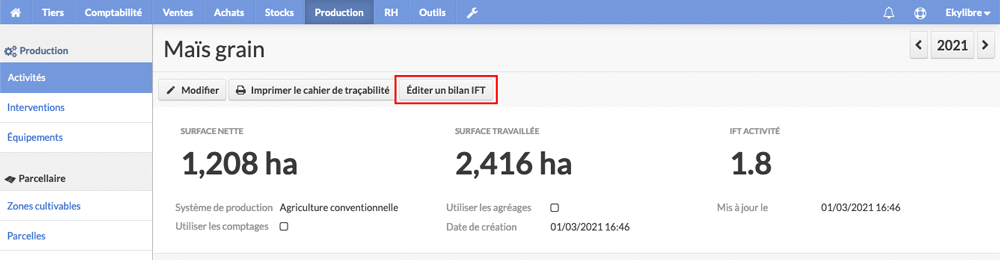 Tiers Comptabilité Ventes Achats Stocks Production RH Outils Ekylibre
Production
Activités
Interventions
Équipements
Parcellaire
Zones cultivables
Parcelles
Maïs grain
2021
Modifier Imprimer le cahier de traçabilité Éditer un bilan IFT
SURFACE NETTE SURFACE TRAVAILLÉE IFT ACTIVITÉ
1,208 ha 2,416 ha 1.8
Système de production Agriculture conventionnelle Utiliser les agréages Mis à jour le 01/03/2021 16:46
Utiliser les comptages Date de création 01/03/2021 16:46